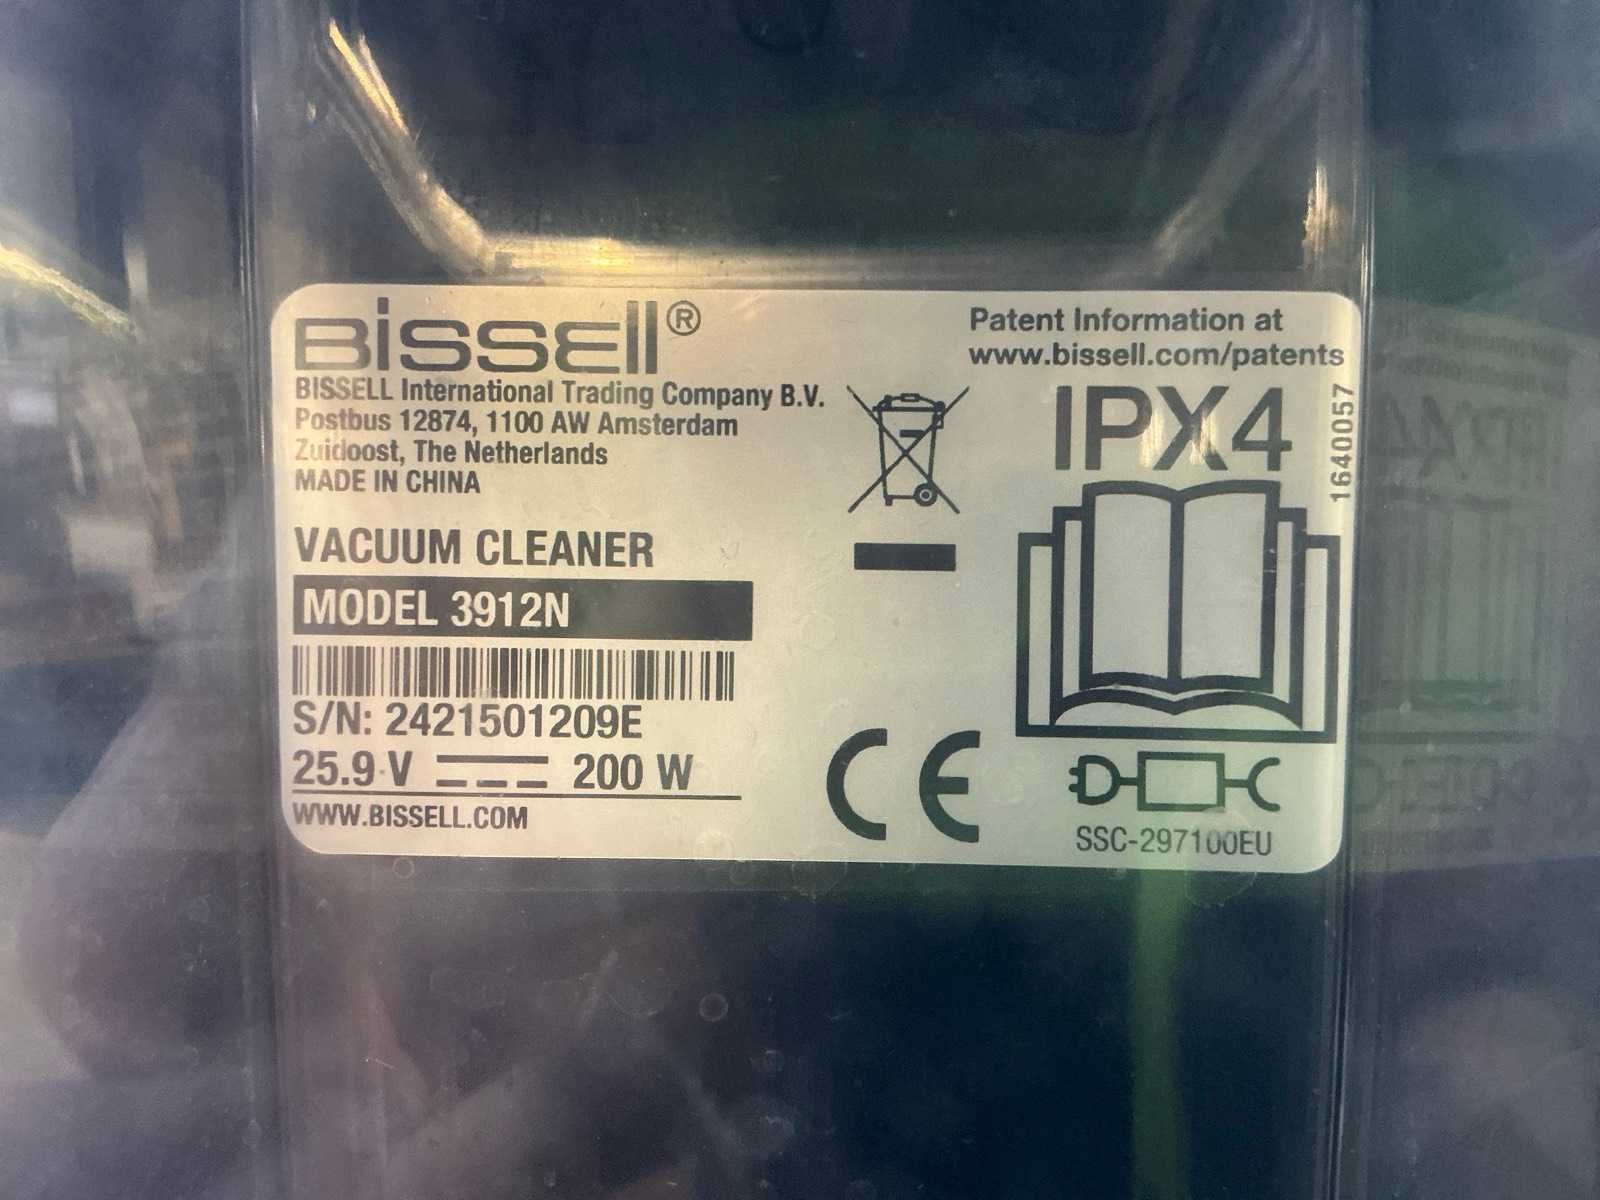 BISSELL®
BISSELL International Trading Company B.V.
Postbus 12874, 1100 AW Amsterdam
Zuidoost, The Netherlands
MADE IN CHINA
VACUUM CLEANER
MODEL 3912N
S/N: 2421501209E
25.9 V 200 W
WWW.BISSELL.COM
Patent Information at
www.bissell.com/patents
IPX4
1640057
CE
SSC-297100EU